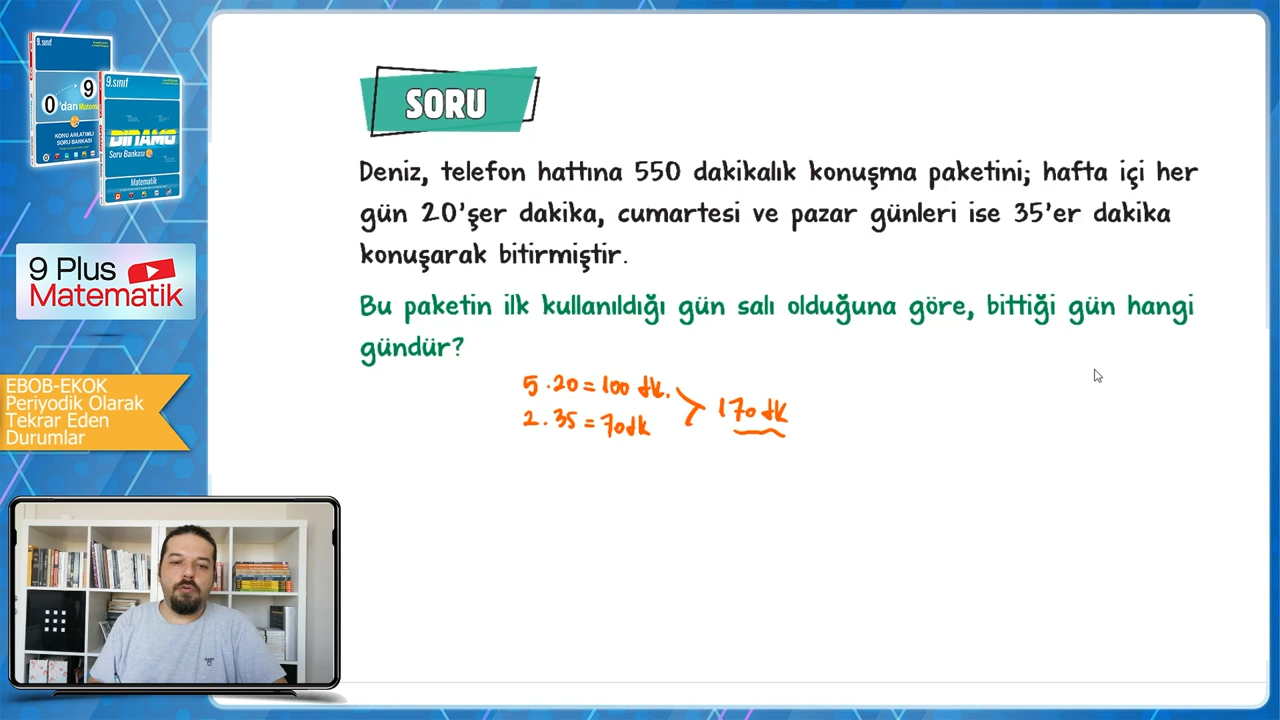 9.sınıf
9.sınıf
0'dan 9
Matematik
KONU ANLATIMLI
SORU BANKASI
DİNAMO
Soru Bankası
Matematik
9 Plus
Matematik
EBOB-EKOK
Periyodik Olarak
Tekrar Eden
Durumlar
SORU
Deniz, telefon hattına 550 dakikalık konuşma paketini; hafta içi her
gün 20'şer dakika, cumartesi ve pazar günleri ise 35'er dakika
konuşarak bitirmiştir.
Bu paketin ilk kullanıldığı gün salı olduğuna göre, bittiği gün hangi
gündür?
5 . 20 = 100 dk.
2 . 35 = 70dk
170 dk